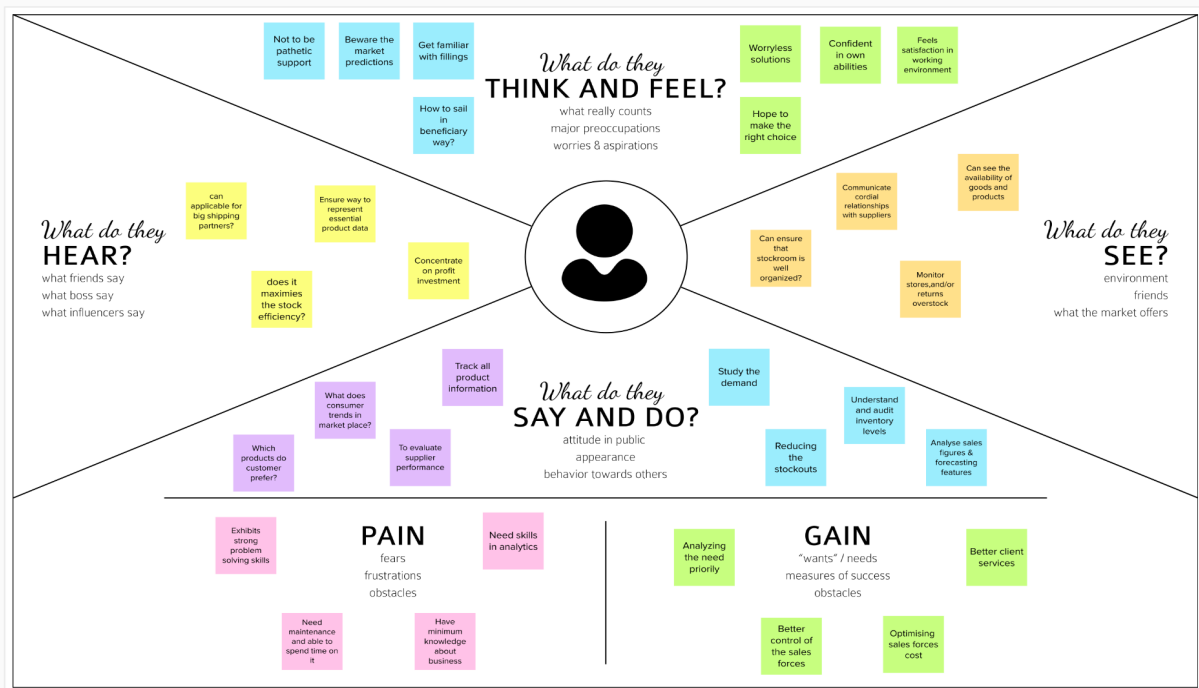 Not to be
pathetic
support
Beware the
market
predictions
Get familiar
with fillings
How to sail
in
beneficiary
way?
What do they
THINK AND FEEL?
what really counts
major preoccupations
worries & aspirations
Worryless
solutions
Confident
in own
abilities
Feels
satisfaction in
working
environment
Hope to
make the
right choice
What do they
HEAR?
what friends say
what boss say
what influencers say
can
applicable for
big shipping
partners?
Ensure way to
represent
essential
product data
does it
maximies
the stock
efficiency?
Concentrate
on profit
investment
Communicate
cordial
relationships
with suppliers
Can see the
availability of
goods and
products
Can ensure
that
stockroom is
well
organized?
Monitor
stores,and/or
returns
overstock
What do they
SEE?
environment
friends
what the market offers
Track all
product
information
What does
consumer
trends in
market place?
Which
products do
customer
prefer?
To evaluate
supplier
performance
What do they
SAY AND DO?
attitude in public
appearance
behavior towards others
Study the
demand
Understand
and audit
inventory
levels
Reducing
the
stockouts
Analyse sales
figures &
forecasting
features
Exhibits
strong
problem
solving skills
PAIN
fears
frustrations
obstacles
Need skills
in analytics
Need
maintenance
and able to
spend time on
it
Have
minimum
knowledge
about
business
Analyzing
the need
priorily
GAIN
"wants" / needs
measures of success
obstacles
Better client
services
Better
control of
the sales
forces
Optimising
sales forces
cost